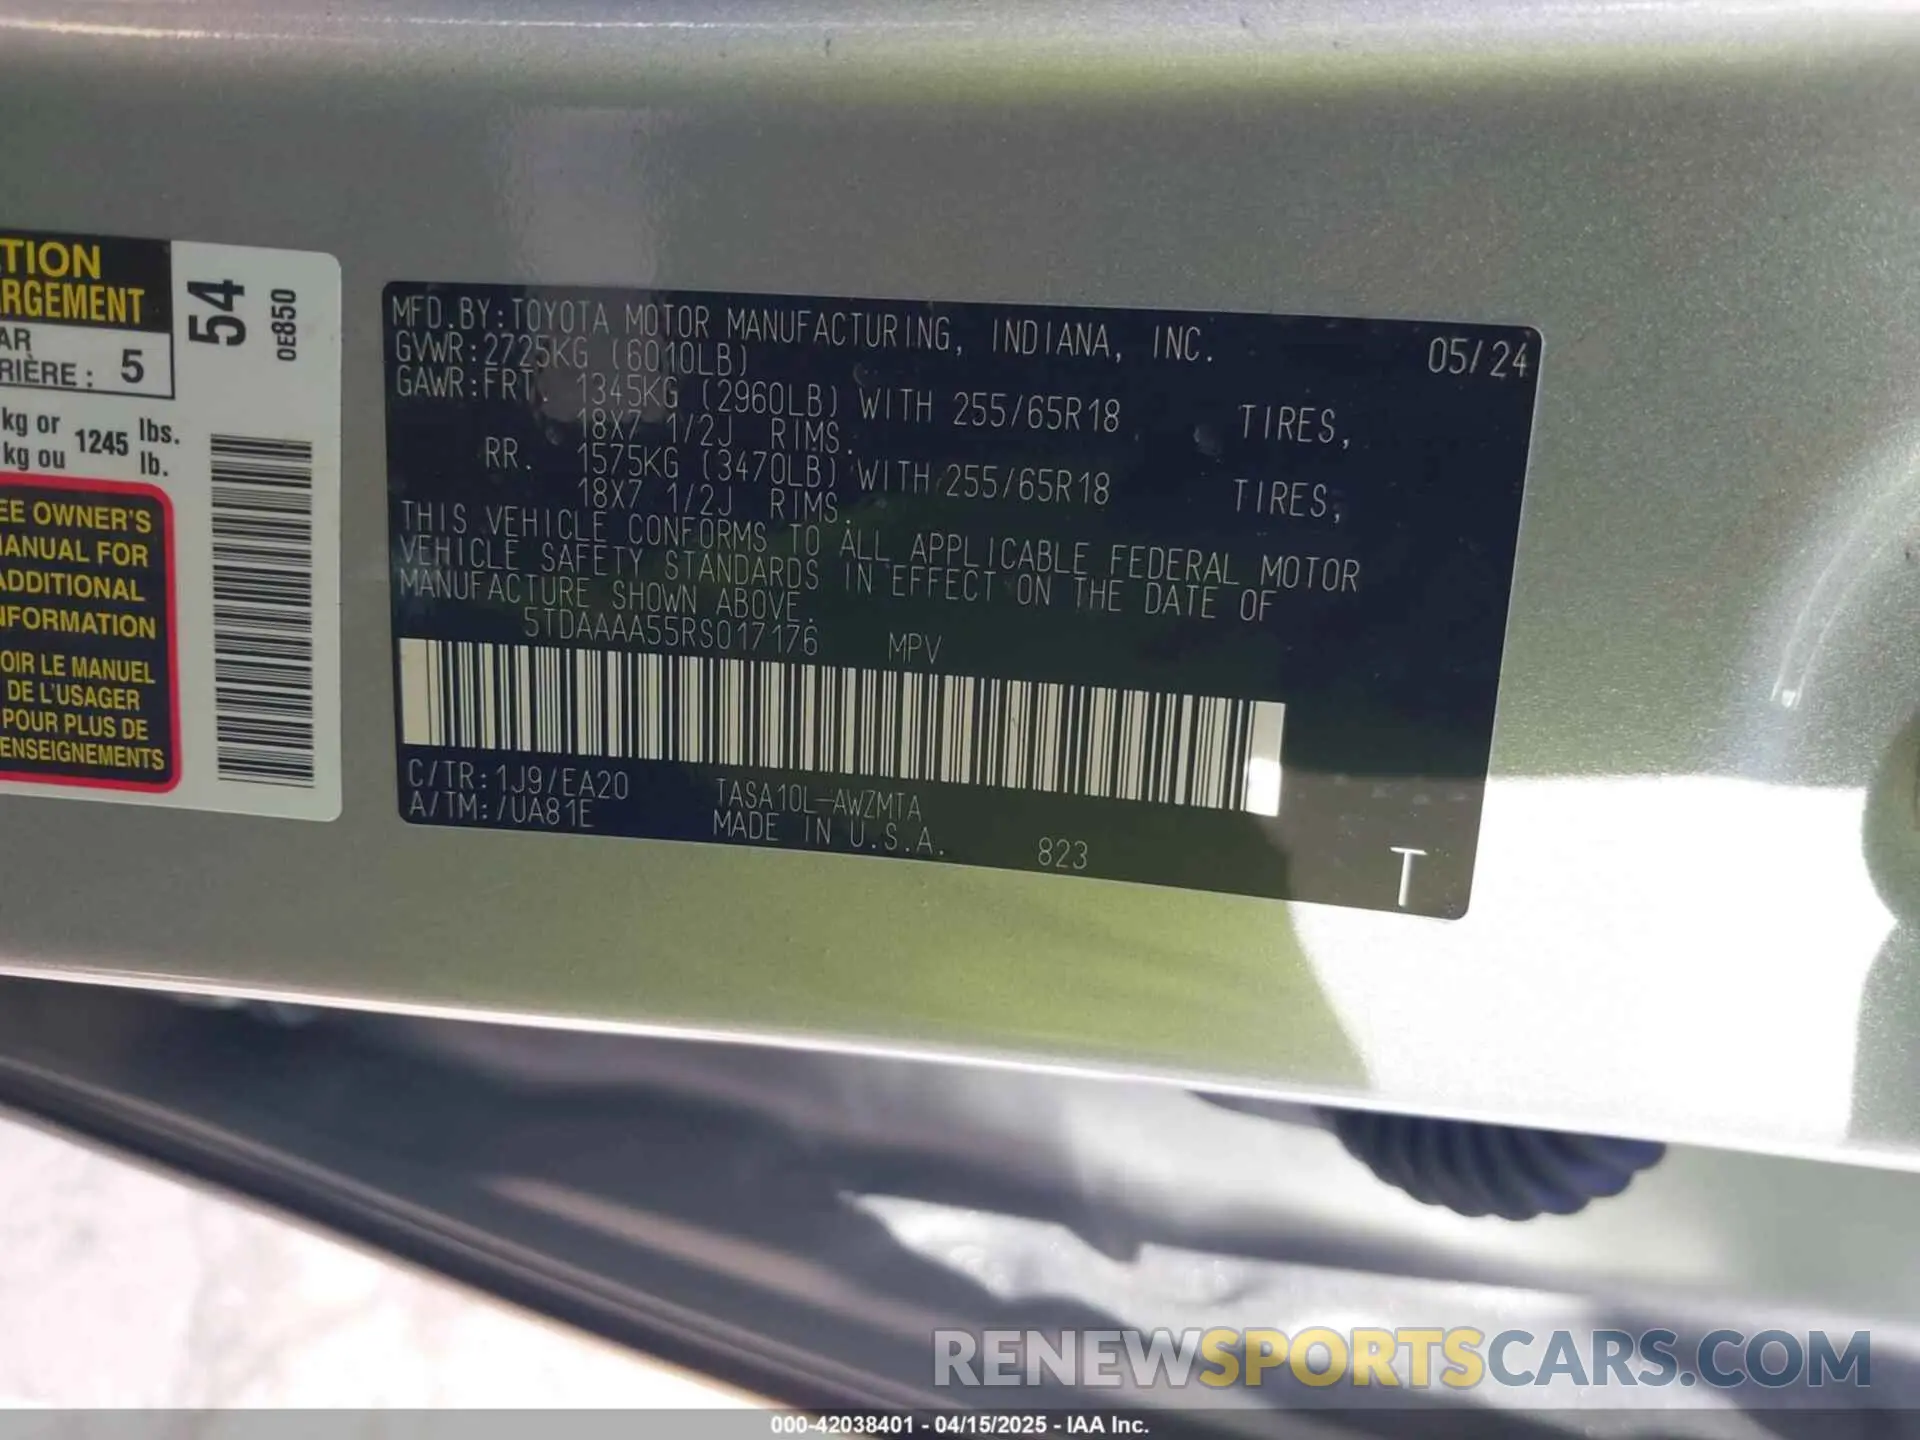 TION
RGEMENT
AR
RIÈRE : 5
54
0E850
kg or 1245 lbs.
kg ou lb.
EE OWNER'S
ANUAL FOR
ADDITIONAL
NFORMATION
OIR LE MANUEL
DE L'USAGER
POUR PLUS DE
ENSEIGNEMENTS
MFD.BY:TOYOTA MOTOR MANUFACTURING, INDIANA, INC. 05/24
GVWR:2725KG (6010LB)
GAWR:FRT. 1345KG (2960LB) WITH 255/65R18 TIRES,
18X7 1/2J RIMS.
RR. 1575KG (3470LB) WITH 255/65R18 TIRES,
18X7 1/2J RIMS.
THIS VEHICLE CONFORMS TO ALL APPLICABLE FEDERAL MOTOR
VEHICLE SAFETY STANDARDS IN EFFECT ON THE DATE OF
MANUFACTURE SHOWN ABOVE.
5TDAAAA55RS017176 MPV
C/TR:1J9/EA20 TASA10L-AWZMTA
A/TM:/UA81E MADE IN U.S.A. 823
T
RENEWSPORTSCARS.COM
000-42038401 - 04/15/2025 - IAA Inc.